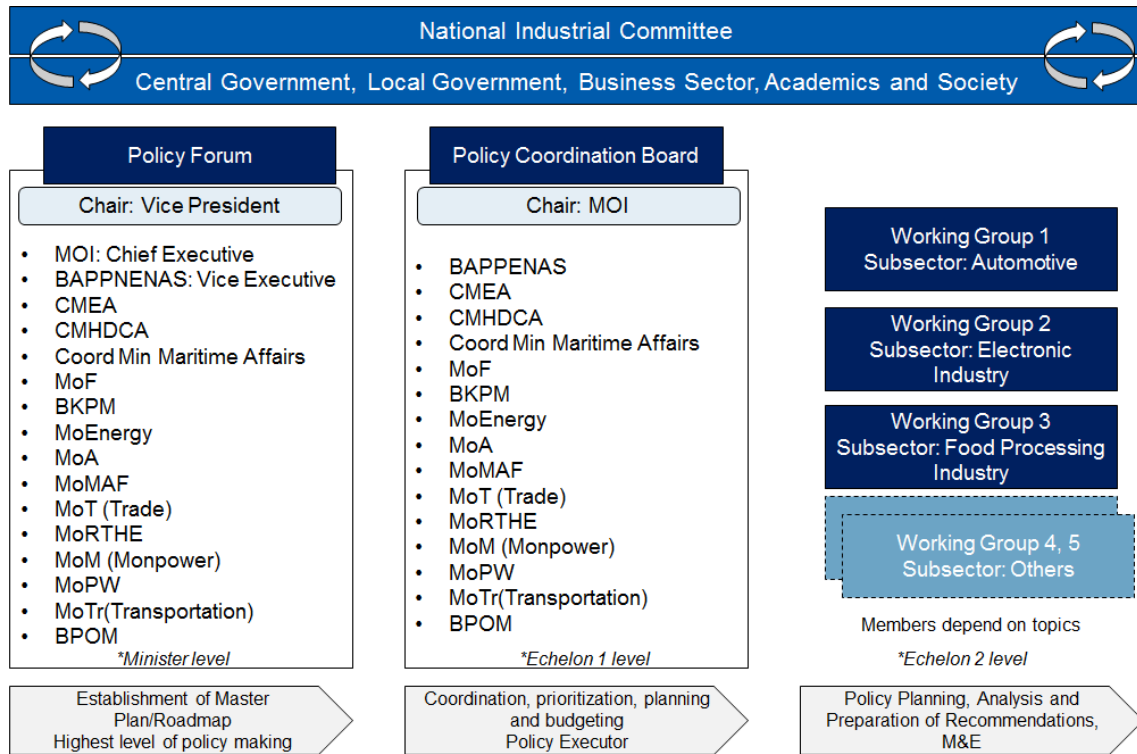 National Industrial Committee
Central Government, Local Government, Business Sector, Academics and Society
Policy Forum
Chair: Vice President
• MOI: Chief Executive
• BAPPNENAS: Vice Executive
• CMEA
• CMHDCA
• Coord Min Maritime Affairs
• MoF
• BKPM
• MoEnergy
• MoA
• MoMAF
• MoT (Trade)
• MoRTHE
• MoM (Monpower)
• MoPW
• MoTr(Transportation)
• BPOM
*Minister level
Establishment of Master
Plan/Roadmap
Highest level of policy making
Policy Coordination Board
Chair: MOI
• BAPPENAS
• CMEA
• CMHDCA
• Coord Min Maritime Affairs
• MoF
• BKPM
• MoEnergy
• MoA
• MoMAF
• MoT (Trade)
• MoRTHE
• MoM (Monpower)
• MoPW
• MoTr(Transportation)
• BPOM
*Echelon 1 level
Coordination, prioritization, planning
and budgeting
Policy Executor
Working Group 1
Subsector: Automotive
Working Group 2
Subsector: Electronic
Industry
Working Group 3
Subsector: Food Processing
Industry
Working Group 4, 5
Subsector: Others
Members depend on topics
*Echelon 2 level
Policy Planning, Analysis and
Preparation of Recommendations,
M&E